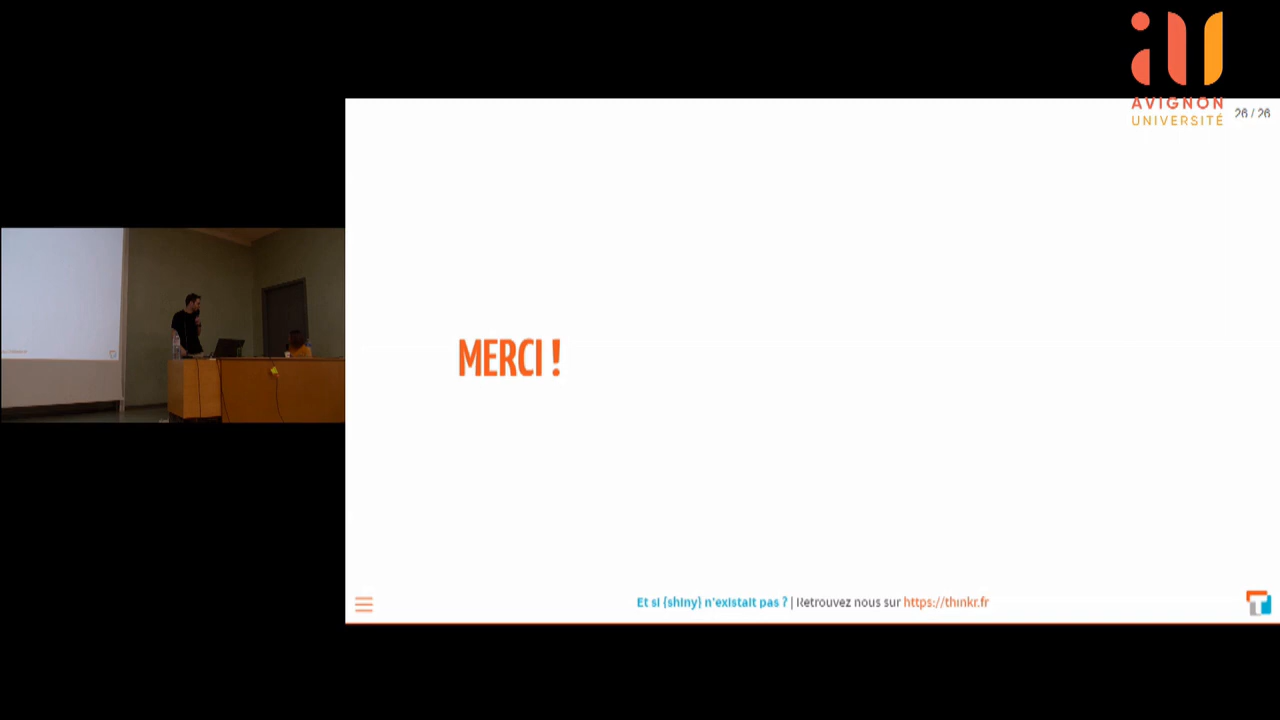 AVIGNON
UNIVERSITÉ
26 / 26
MERCI !
Et si {shiny} n'existait pas ? | Retrouvez nous sur https://thinkr.fr